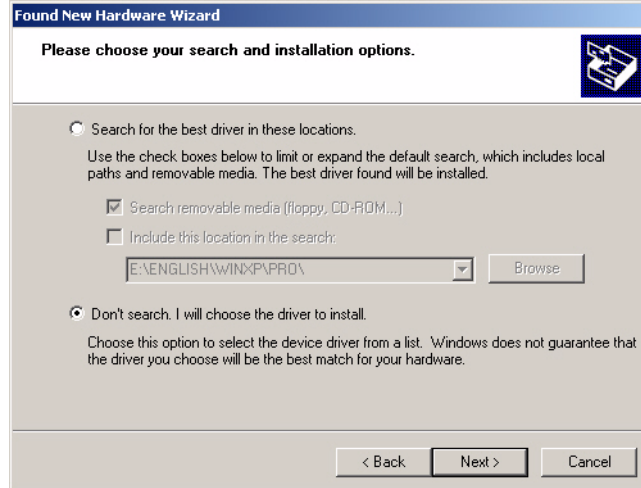 Found New Hardware Wizard
Please choose your search and installation options.
Search for the best driver in these locations.
Use the check boxes below to limit or expand the default search, which includes local
paths and removable media. The best driver found will be installed.
Search removable media (floppy, CD-ROM...)
Include this location in the search:
E:\ENGLISH\WINXP\PRO\
Browse
Don't search. I will choose the driver to install.
Choose this option to select the device driver from a list. Windows does not guarantee that
the driver you choose will be the best match for your hardware.
< Back Next > Cancel